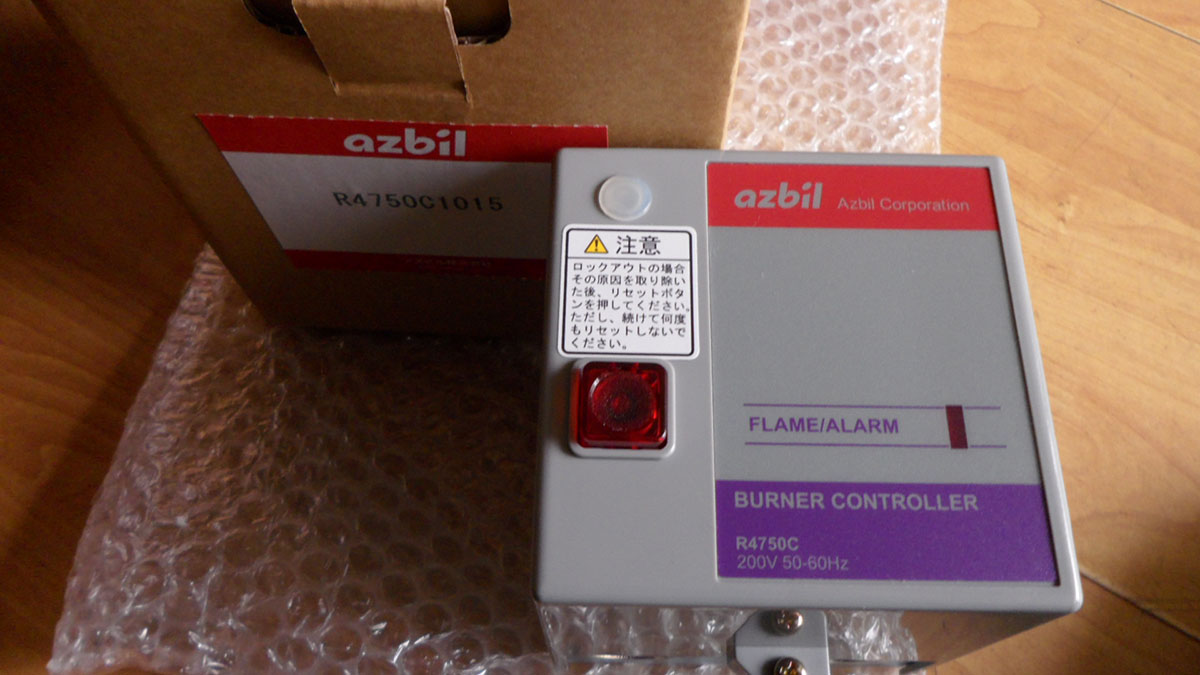 azbil
R4750C1015
azbil Azbil Corporation
注意
ロックアウトの場合
その原因を取り除い
た後、リセットボタ
ンを押してください。
ただし、続けて何度
もリセットしないで
ください。
FLAME/ALARM
BURNER CONTROLLER
R4750C
200V 50-60Hz